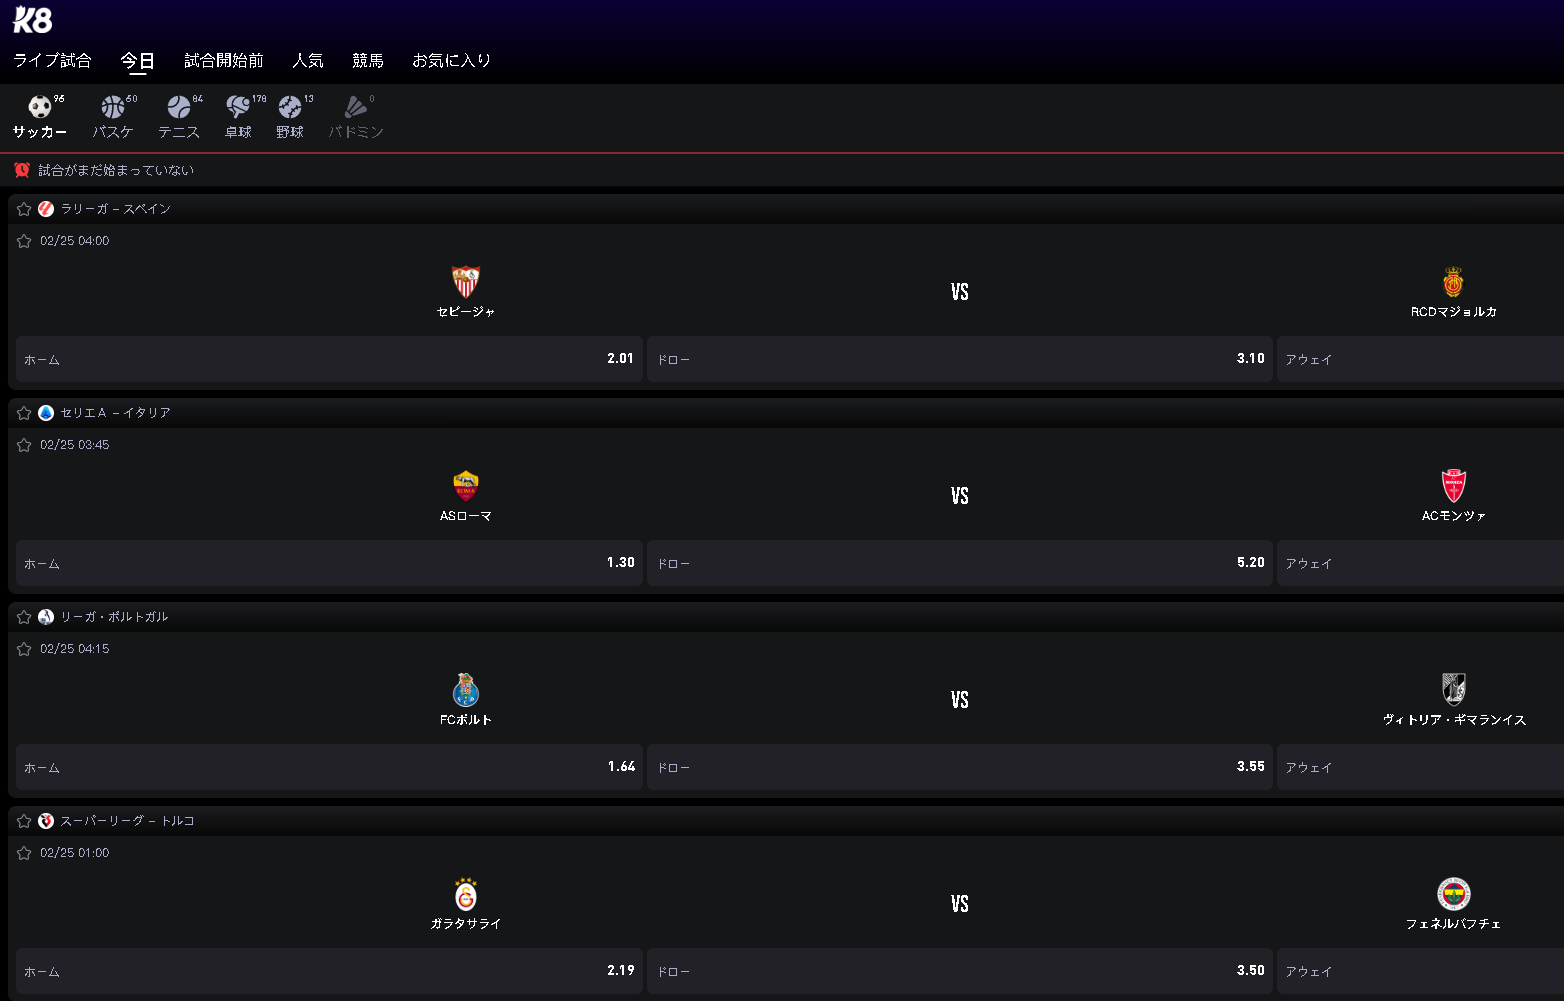 K8
ライブ試合 今日 試合開始前 人気 競馬 お気に入り
96 60 84 178 13 0
サッカー バスケ テニス 卓球 野球 バドミン
試合がまだ始まっていない
ラリーガ - スペイン
02/25 04:00
VS
セビージャ RCDマジョルカ
ホーム 2.01 ドロー 3.10 アウェイ
セリエA - イタリア
02/25 03:45
VS
ASローマ ACモンツァ
ホーム 1.30 ドロー 5.20 アウェイ
リーガ・ポルトガル
02/25 04:15
VS
FCポルト ヴィトリア・ギマランイス
ホーム 1.64 ドロー 3.55 アウェイ
スーパーリーグ - トルコ
02/25 01:00
VS
ガラタサライ フェネルバフチェ
ホーム 2.19 ドロー 3.50 アウェイ